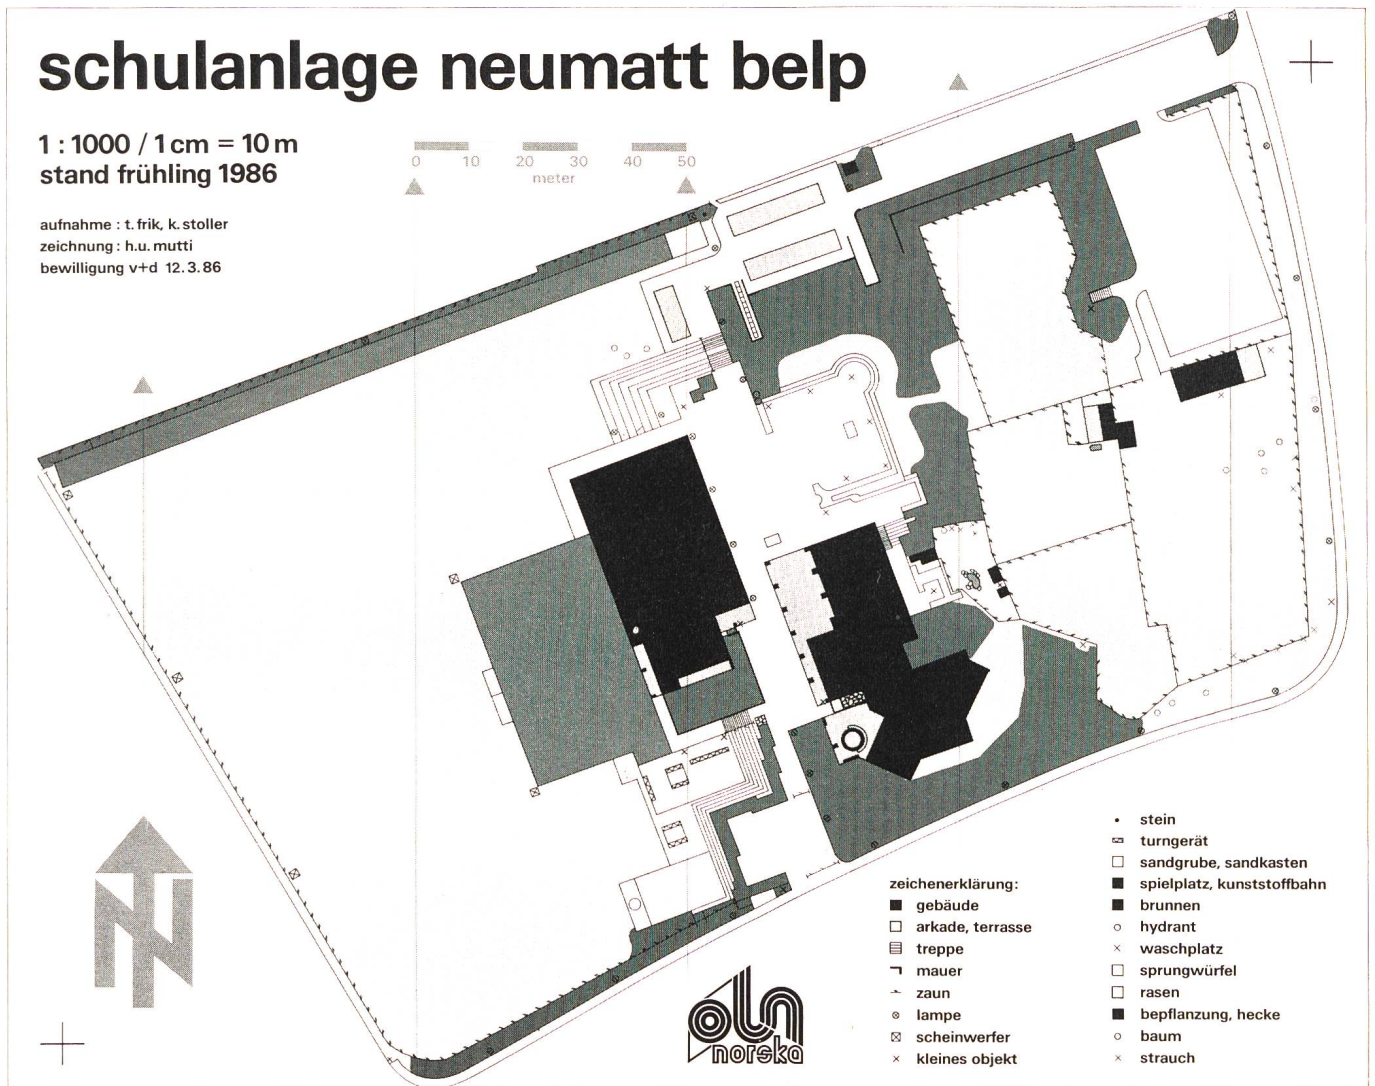 schulanlage neumatt belp
1 : 1000 / 1 cm = 10 m
stand frühling 1986
aufnahme : t. frik, k. stoller
zeichnung : h.u. mutti
bewilligung v+d 12.3.86
0 10 20 30 40 50
meter
N
zeichenerklärung:
gebäude
arkade, terrasse
treppe
mauer
zaun
lampe
scheinwerfer
kleines objekt
stein
turngerät
sandgrube, sandkasten
spielplatz, kunststoffbahn
brunnen
hydrant
waschplatz
sprungwürfel
rasen
bepflanzung, hecke
baum
strauch
oln
norska